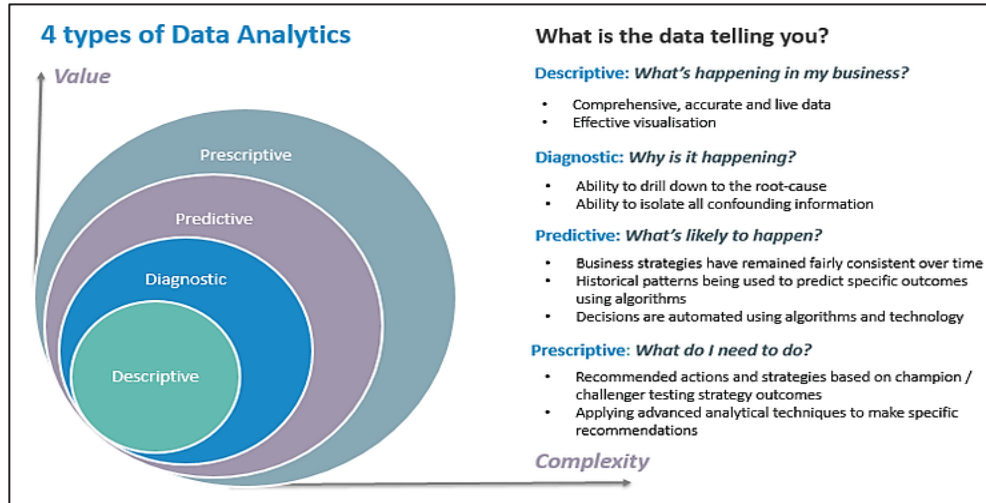 4 types of Data Analytics
Value
Prescriptive
Predictive
Diagnostic
Descriptive
Complexity
What is the data telling you?
Descriptive: What's happening in my business?
• Comprehensive, accurate and live data
• Effective visualisation
Diagnostic: Why is it happening?
• Ability to drill down to the root-cause
• Ability to isolate all confounding information
Predictive: What's likely to happen?
• Business strategies have remained fairly consistent over time
• Historical patterns being used to predict specific outcomes
using algorithms
• Decisions are automated using algorithms and technology
Prescriptive: What do I need to do?
• Recommended actions and strategies based on champion /
challenger testing strategy outcomes
• Applying advanced analytical techniques to make specific
recommendations